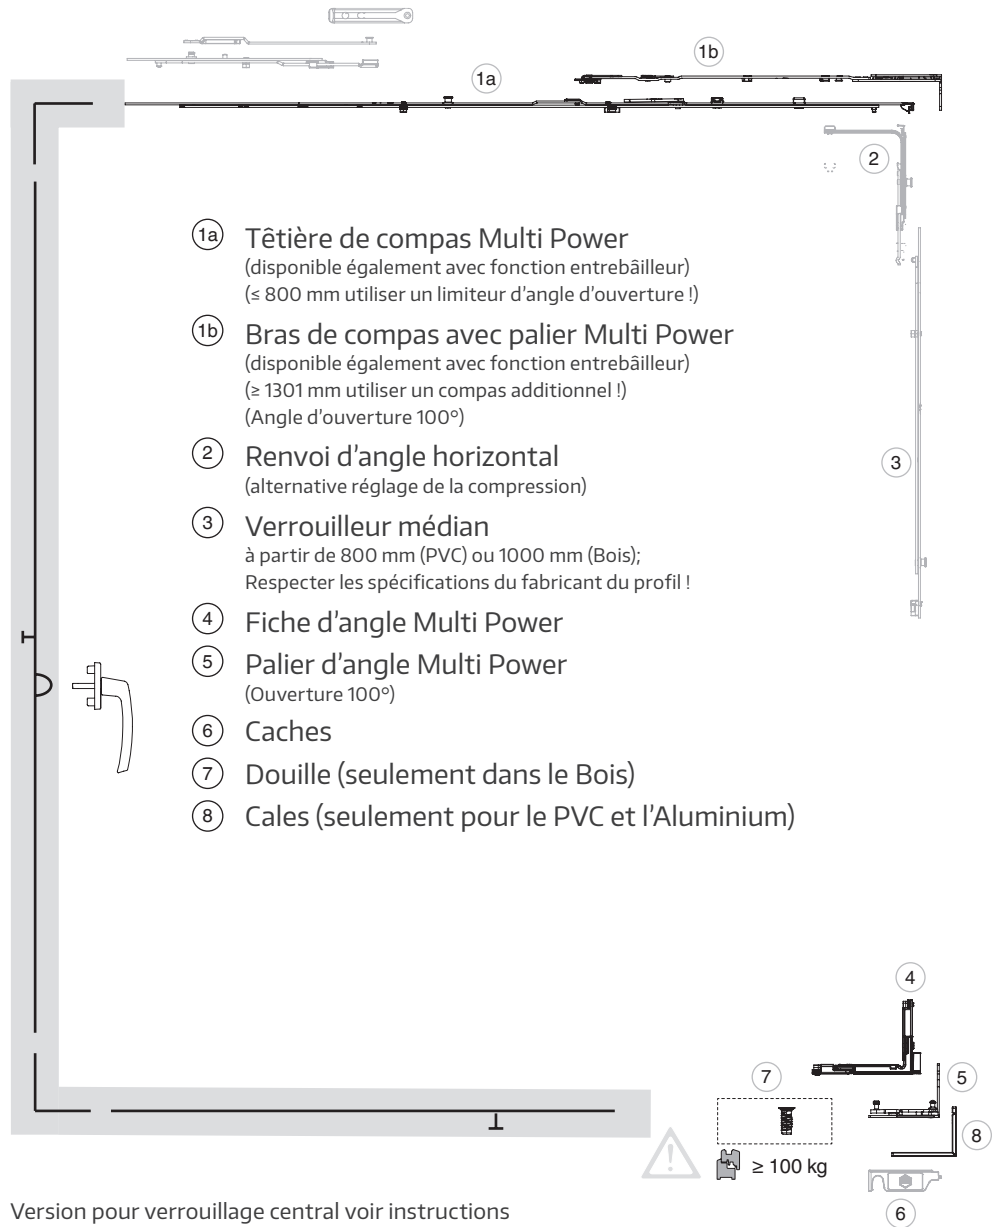 1b
1a
2
1a Têtière de compas Multi Power
(disponible également avec fonction entrebâilleur)
(≤ 800 mm utiliser un limiteur d’angle d’ouverture !)
1b Bras de compas avec palier Multi Power
(disponible également avec fonction entrebâilleur)
(≥ 1301 mm utiliser un compas additionnel !)
(Angle d’ouverture 100°)
2 Renvoi d’angle horizontal
(alternative réglage de la compression)
3
3 Verrouilleur médian
à partir de 800 mm (PVC) ou 1000 mm (Bois);
Respecter les spécifications du fabricant du profil !
4 Fiche d’angle Multi Power
5 Palier d’angle Multi Power
(Ouverture 100°)
6 Caches
7 Douille (seulement dans le Bois)
8 Cales (seulement pour le PVC et l’Aluminium)
4
7
5
8
≥ 100 kg
6
Version pour verrouillage central voir instructions